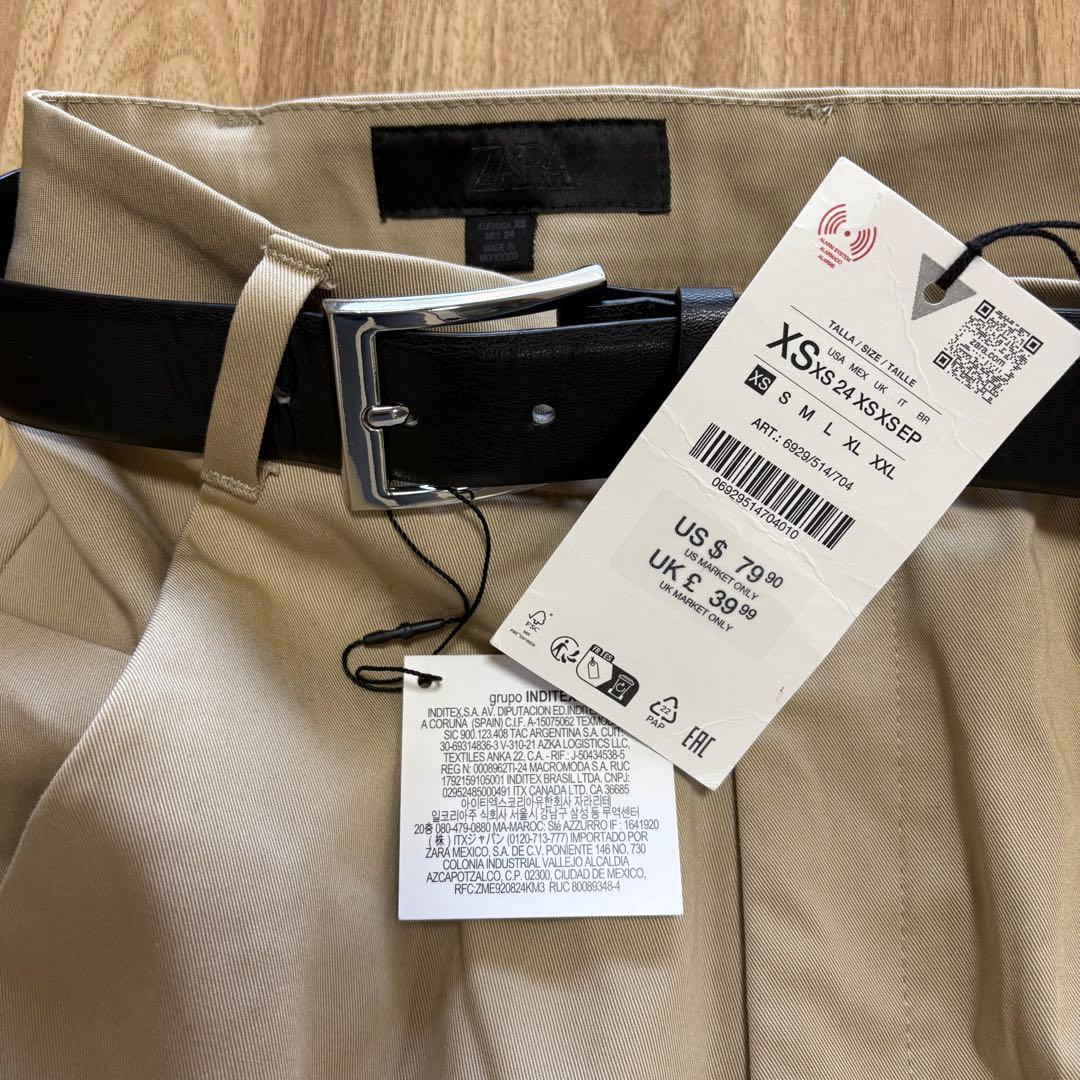 ZARA
EUR/USA XS
MEX 24
MADE IN
MOROCCO
ALARM SYSTEM
ALARMADO
ALARME
zara.com
TALLA / SIZE / TAILLE
USA MEX UK IT BR
XS XS 24 XS XS EP
XS S M L XL XXL
ART.: 6929/514/704
06929514704010
US $ 79.90
US MARKET ONLY
UK £ 39.99
UK MARKET ONLY
FSC
MIX
FR ES
22
PAP
EAC
grupo INDITEX
INDITEX,S.A. AV. DIPUTACION ED.INDITE
A CORUÑA (SPAIN) C.I.F. A-15075062 TEXMOD
SIC 900.123.408 TAC ARGENTINA S.A. CUIT:
30-69314836-3 V-310-21 AZKA LOGISTICS LLC,
TEXTILES ANKA 22, C.A. - RIF.: J-50434538-5
REG N: 0008962TI-24 MACROMODA S.A. RUC
1792159105001 INDITEX BRASIL LTDA. CNPJ:
02952485000491 ITX CANADA LTD. CA 36685
아이티엑스코리아유한회사 자라리테
일코리아주 식회사 서울시 강남구 삼성 동 무역센터
20층 080-479-0880 MA-MAROC: Sté AZZURRO IF : 1641920
(株) ITXジャパン (0120-713-777) IMPORTADO POR
ZARA MEXICO, S.A. DE C.V. PONIENTE 146 NO. 730
COLONIA INDUSTRIAL VALLEJO ALCALDIA
AZCAPOTZALCO, C.P. 02300, CIUDAD DE MEXICO,
RFC:ZME920824KM3 RUC 80089348-4